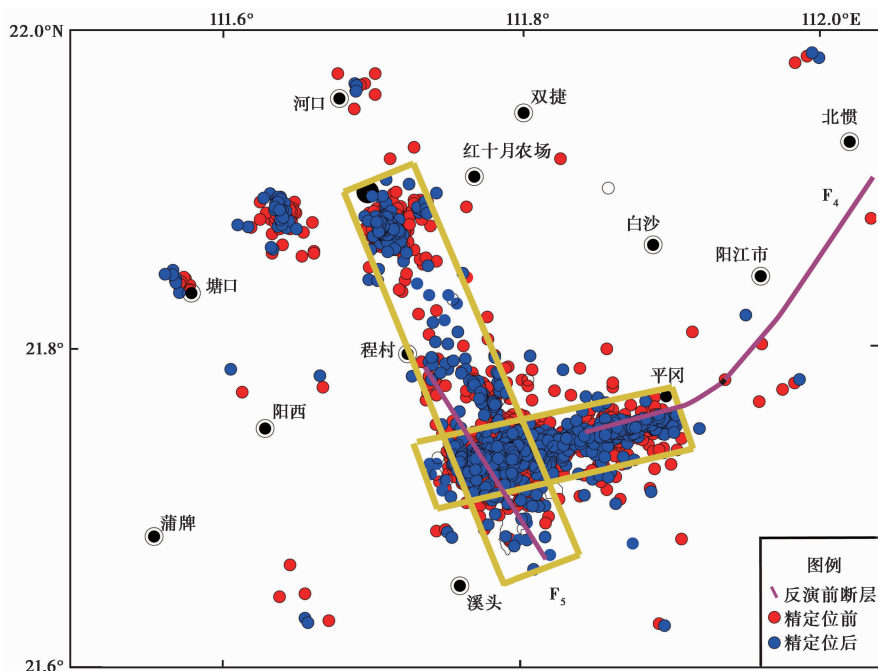 111.6°
111.8°
112.0°E
22.0°N
河口
双捷
北惯
红十月农场
F4
白沙
阳江市
塘口
程村
21.8°
平冈
阳西
蒲牌
溪头
F5
图例
反演前断层
精定位前
精定位后
21.6°